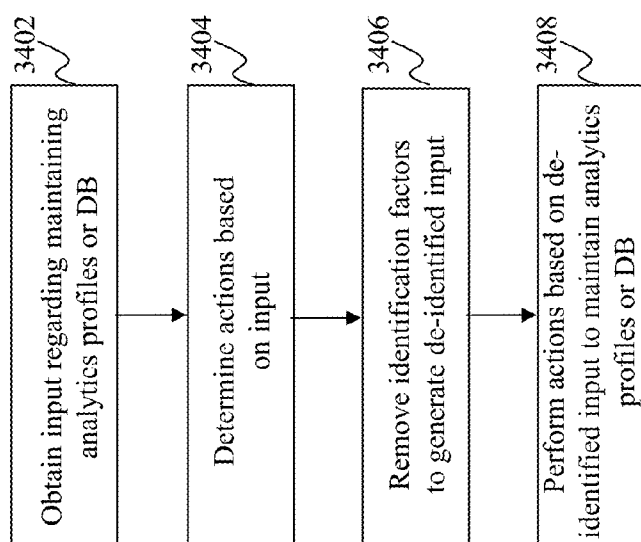 3402
Obtain input regarding maintaining
analytics profiles or DB
3404
Determine actions based
on input
3406
Remove identification factors
to generate de-identified input
3408
Perform actions based on de-
identified input to maintain analytics
profiles or DB